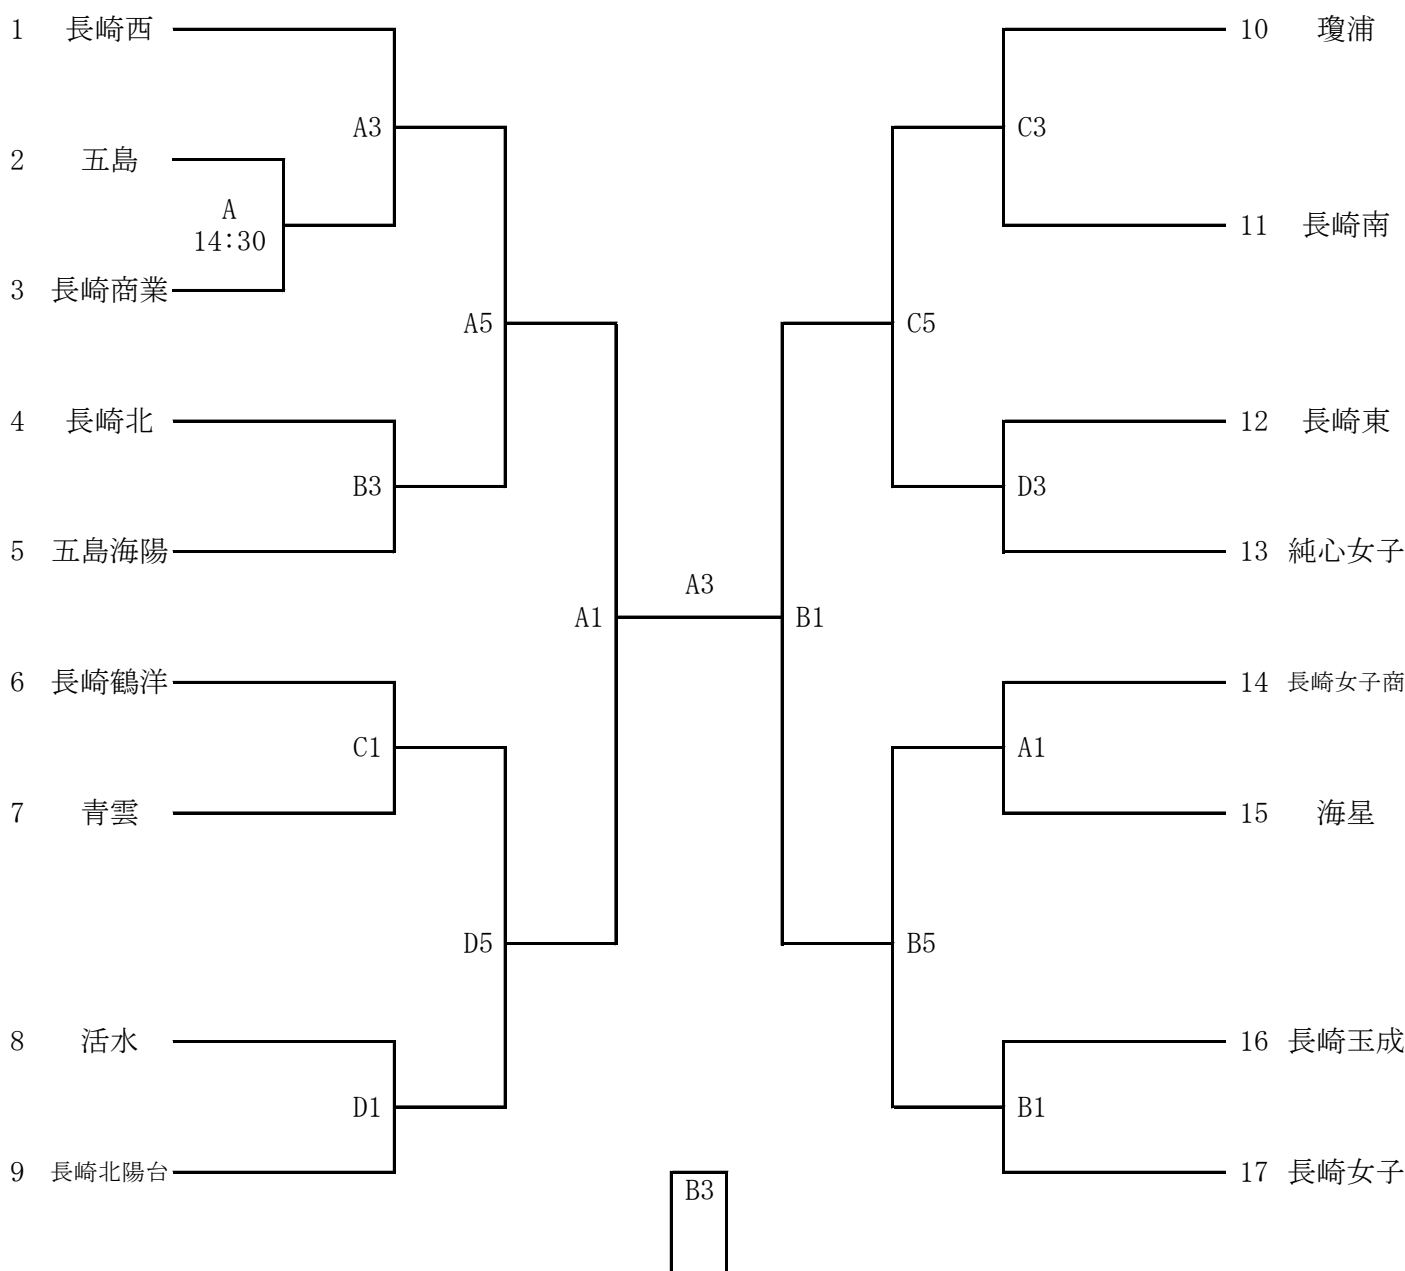 1 長崎西
A3
2 五島
A
14:30
3 長崎商業
A5
4 長崎北
B3
5 五島海陽
A1
6 長崎鶴洋
C1
7 青雲
D5
8 活水
D1
9 長崎北陽台
A3
B3
10 瓊浦
C3
11 長崎南
C5
12 長崎東
D3
13 純心女子
B1
14 長崎女子商
A1
15 海星
B5
16 長崎玉成
B1
17 長崎女子